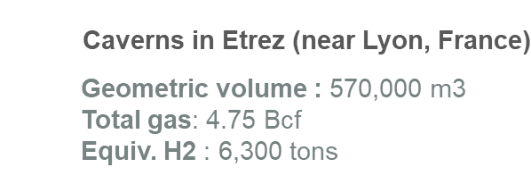 Caverns in Etrez (near Lyon, France)
Geometric volume : 570,000 m3
Total gas: 4.75 Bcf
Equiv. H2 : 6,300 tons